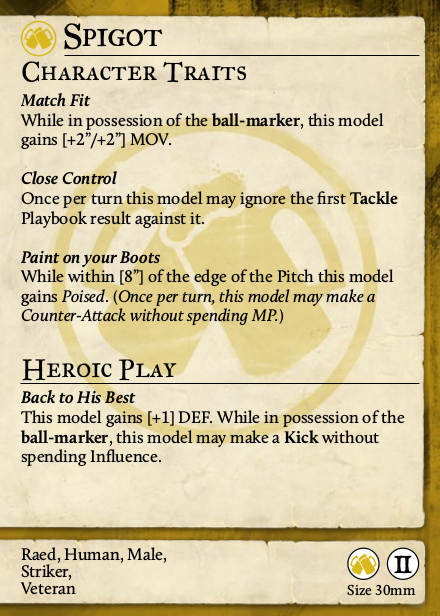 Spigot
Character Traits
Match Fit
While in possession of the ball-marker, this model
gains [+2”/+2”] MOV.
Close Control
Once per turn this model may ignore the first Tackle
Playbook result against it.
Paint on your Boots
While within [8”] of the edge of the Pitch this model
gains Poised. (Once per turn, this model may make a
Counter-Attack without spending MP.)
Heroic Play
Back to His Best
This model gains [+1] DEF. While in possession of the
ball-marker, this model may make a Kick without
spending Influence.
Raed, Human, Male,
Striker,
Veteran
II
Size 30mm